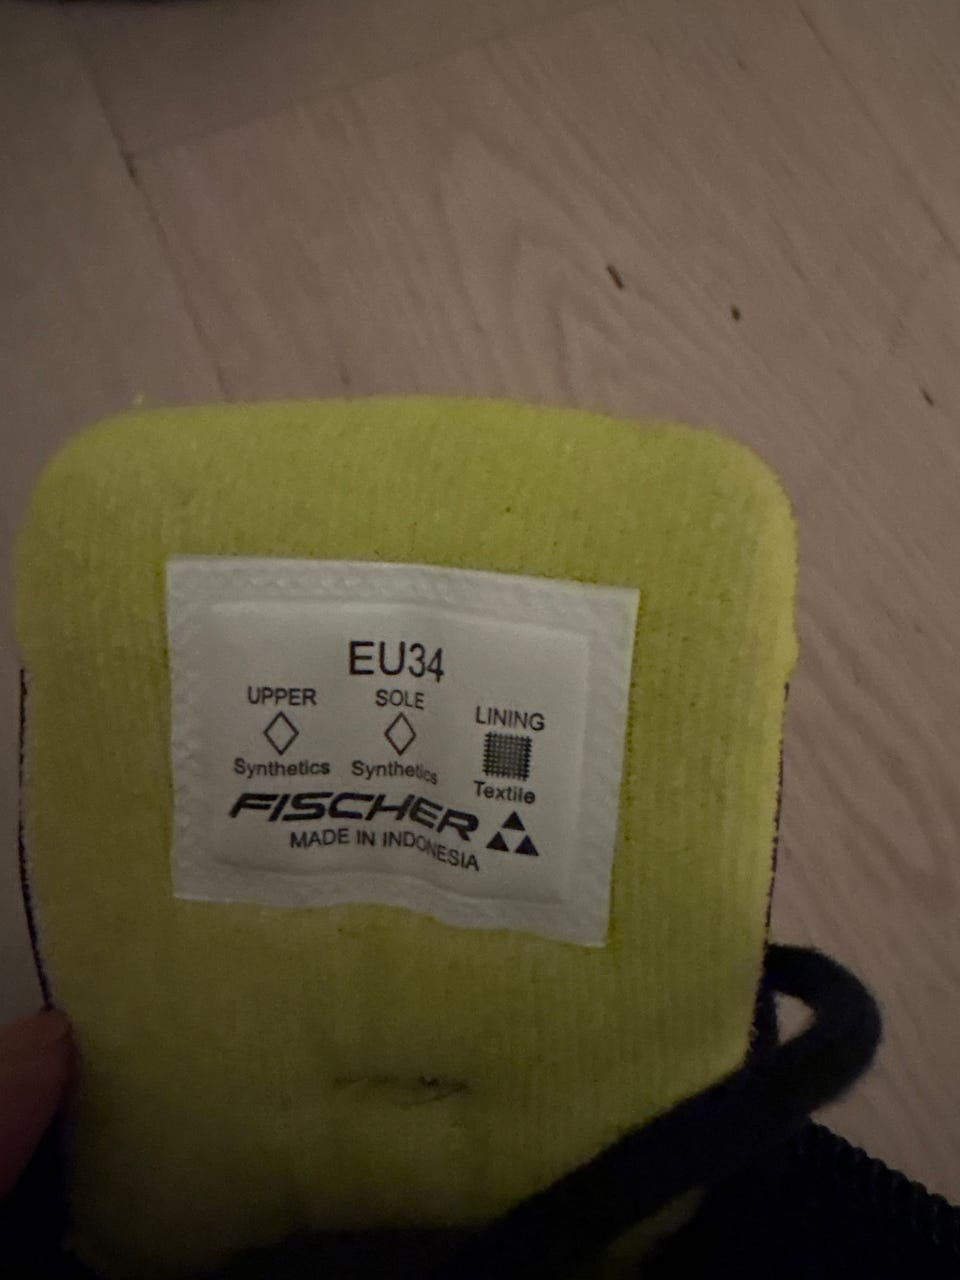 EU34
UPPER SOLE LINING
Synthetics Synthetics Textile
FISCHER
MADE IN INDONESIA